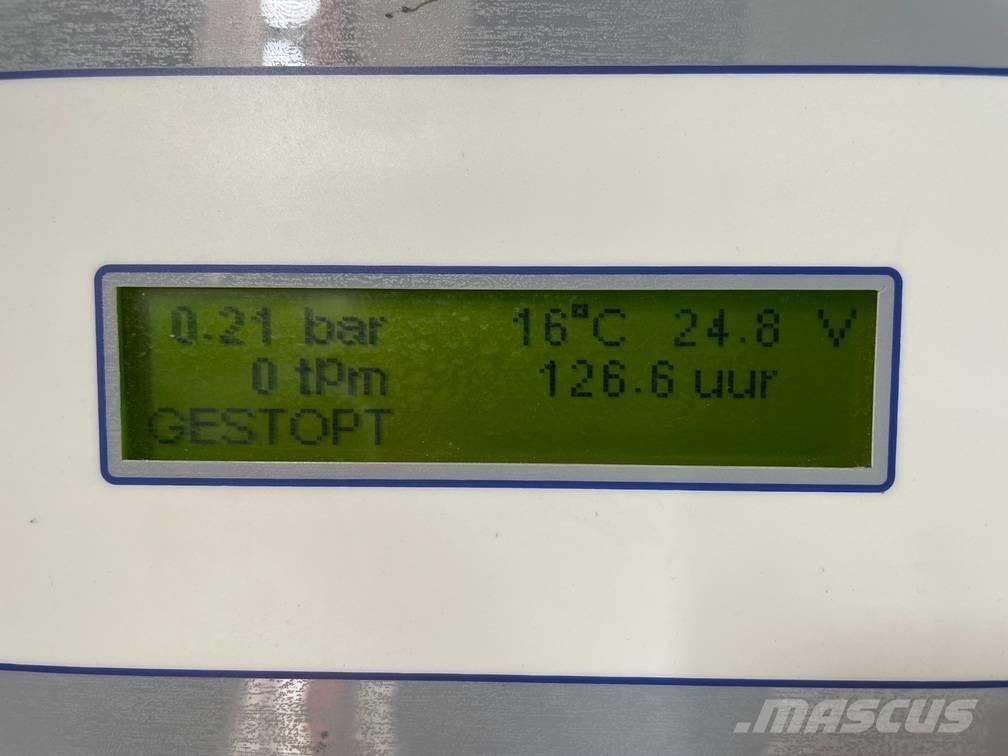 0.21 bar 16°C 24.8 V
0 tpm 126.6 uur
GESTOPT
MASCUS